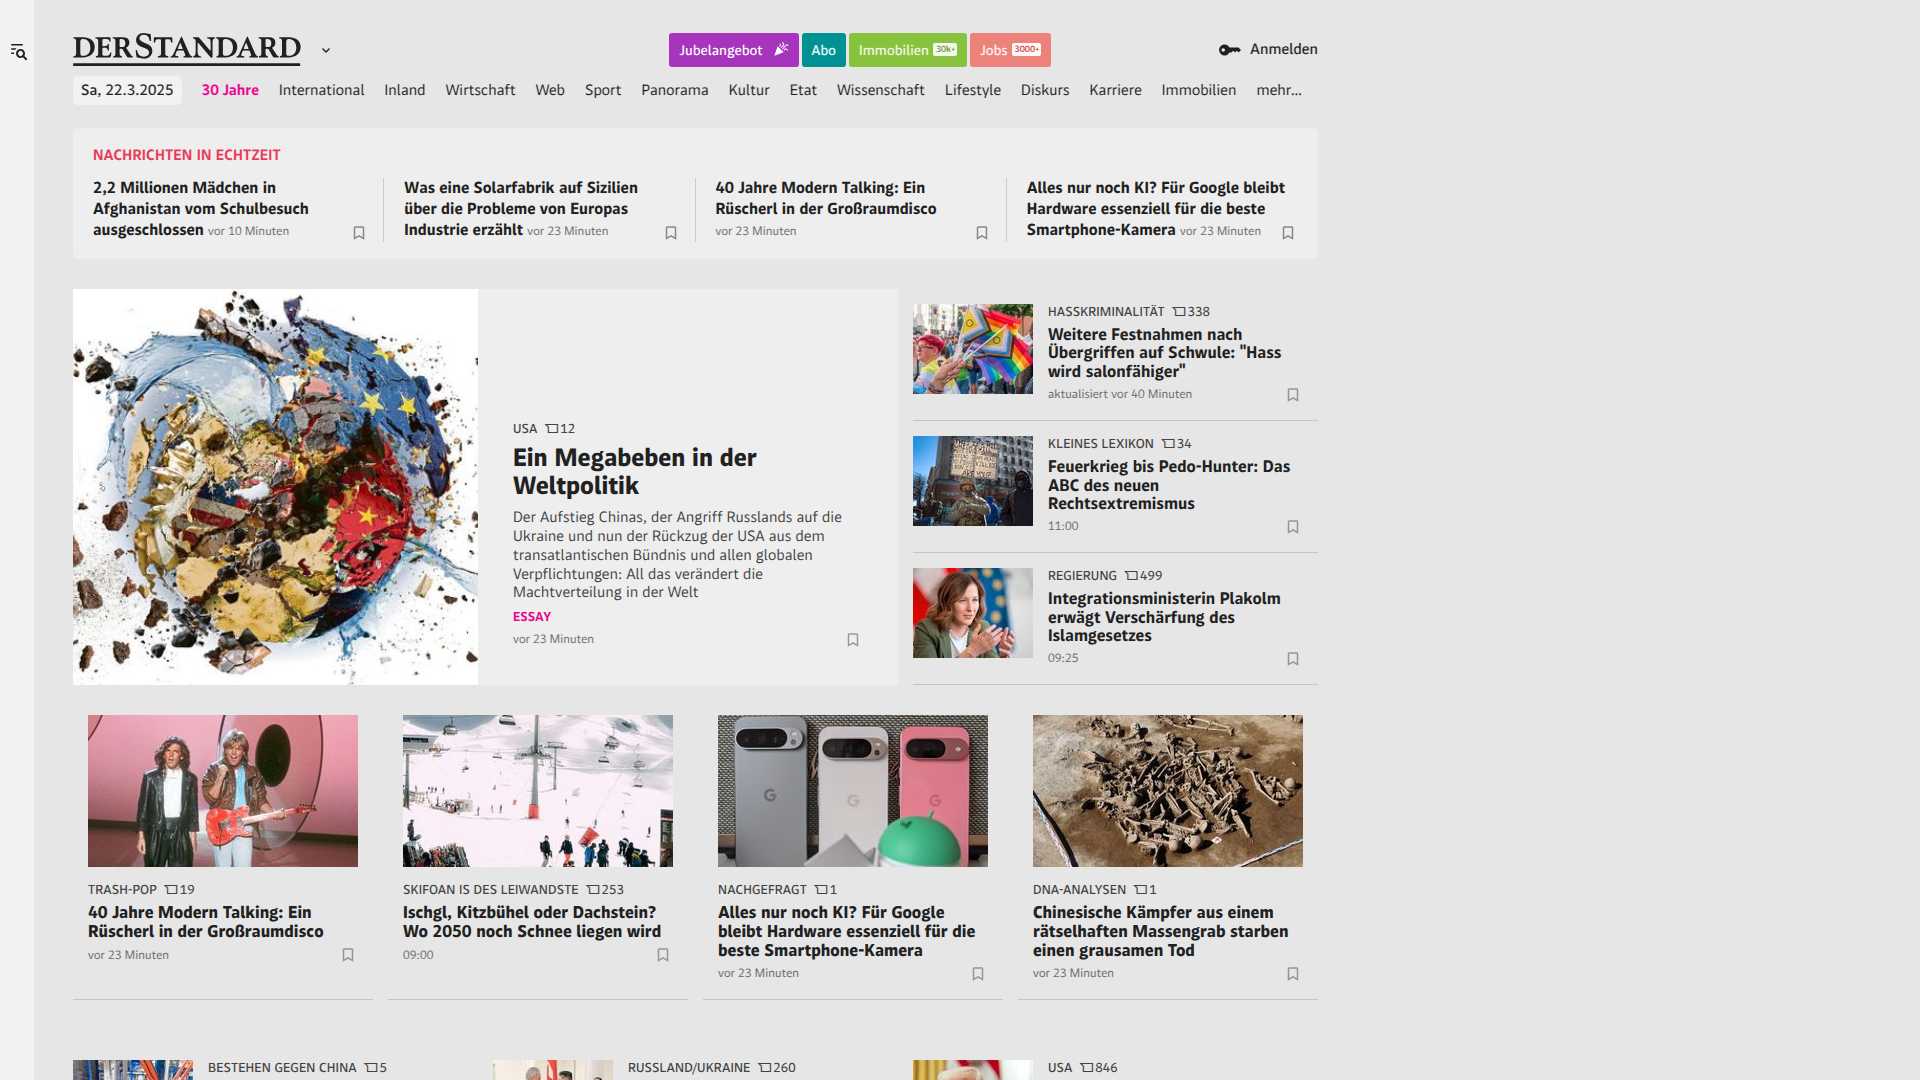 DERSTANDARD
Jubelangebot
Abo
Immobilien 30k+
Jobs 3000+
Anmelden
Sa, 22.3.2025
30 Jahre
International
Inland
Wirtschaft
Web
Sport
Panorama
Kultur
Etat
Wissenschaft
Lifestyle
Diskurs
Karriere
Immobilien
mehr...
NACHRICHTEN IN ECHTZEIT
2,2 Millionen Mädchen in
Afghanistan vom Schulbesuch
ausgeschlossen vor 10 Minuten
Was eine Solarfabrik auf Sizilien
über die Probleme von Europas
Industrie erzählt vor 23 Minuten
40 Jahre Modern Talking: Ein
Rüscherl in der Großraumdisco
vor 23 Minuten
Alles nur noch KI? Für Google bleibt
Hardware essenziell für die beste
Smartphone-Kamera vor 23 Minuten
USA 12
Ein Megabeben in der
Weltpolitik
Der Aufstieg Chinas, der Angriff Russlands auf die
Ukraine und nun der Rückzug der USA aus dem
transatlantischen Bündnis und allen globalen
Verpflichtungen: All das verändert die
Machtverteilung in der Welt
ESSAY
vor 23 Minuten
HASSKRIMINALITÄT 338
Weitere Festnahmen nach
Übergriffen auf Schwule: "Hass
wird salonfähiger"
aktualisiert vor 40 Minuten
KLEINES LEXIKON 34
Feuerkrieg bis Pedo-Hunter: Das
ABC des neuen
Rechtsextremismus
11:00
REGIERUNG 499
Integrationsministerin Plakolm
erwägt Verschärfung des
Islamgesetzes
09:25
TRASH-POP 19
40 Jahre Modern Talking: Ein
Rüscherl in der Großraumdisco
vor 23 Minuten
SKIFOAN IS DES LEIWANDSTE 253
Ischgl, Kitzbühel oder Dachstein?
Wo 2050 noch Schnee liegen wird
09:00
NACHGEFRAGT 1
Alles nur noch KI? Für Google
bleibt Hardware essenziell für die
beste Smartphone-Kamera
vor 23 Minuten
DNA-ANALYSEN 1
Chinesische Kämpfer aus einem
rätselhaften Massengrab starben
einen grausamen Tod
vor 23 Minuten
BESTEHEN GEGEN CHINA 5
RUSSLAND/UKRAINE 260
USA 846